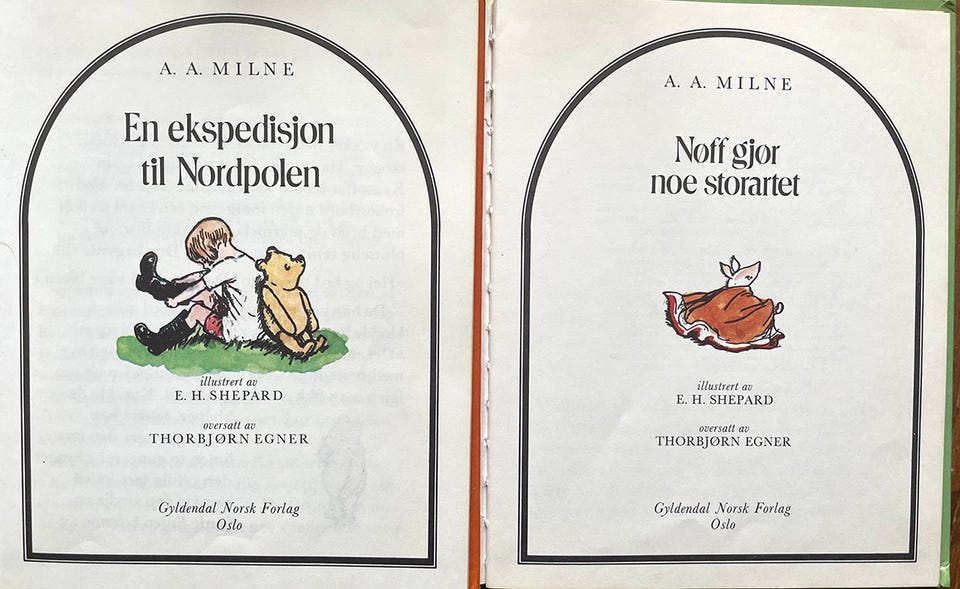 A. A. MILNE
En ekspedisjon
til Nordpolen
illustrert av
E. H. SHEPARD
oversatt av
THORBJØRN EGNER
Gyldendal Norsk Forlag
Oslo
A. A. MILNE
Nøff gjør
noe storartet
illustrert av
E. H. SHEPARD
oversatt av
THORBJØRN EGNER
Gyldendal Norsk Forlag
Oslo